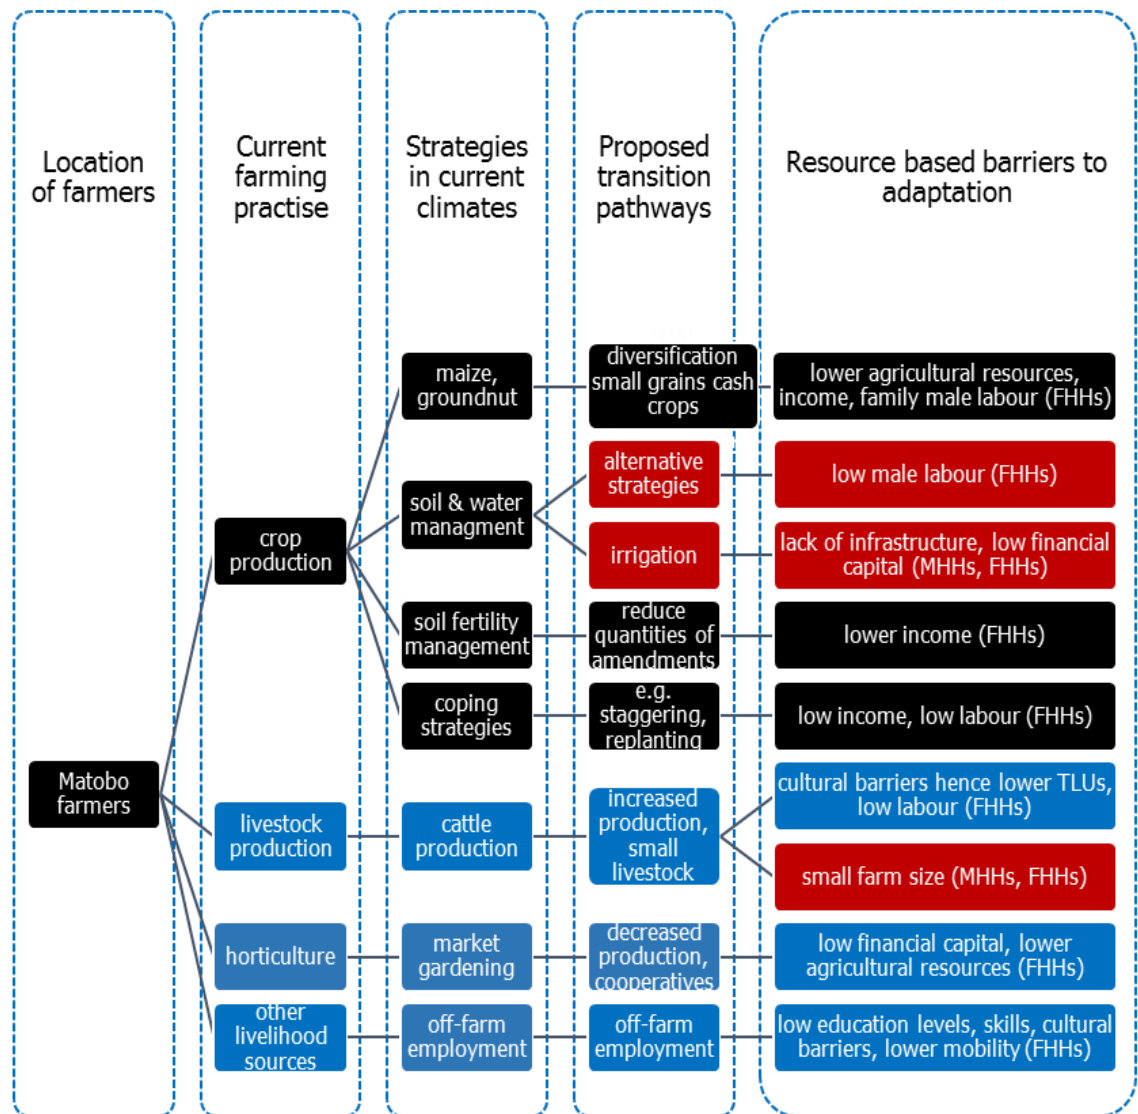 Location
of farmers
Current
farming
practise
Strategies
in current
climates
Proposed
transition
pathways
Resource based barriers to
adaptation
Matobo
farmers
crop
production
livestock
production
horticulture
other
livelihood
sources
maize,
groundnut
soil & water
managment
soil fertility
management
coping
strategies
cattle
production
market
gardening
off-farm
employment
diversification
small grains cash
crops
alternative
strategies
irrigation
reduce
quantities of
amendments
e.g.
staggering,
replanting
increased
production,
small
livestock
decreased
production,
cooperatives
off-farm
employment
lower agricultural resources,
income, family male labour (FHHs)
low male labour (FHHs)
lack of infrastructure, low financial
capital (MHHs, FHHs)
lower income (FHHs)
low income, low labour (FHHs)
cultural barriers hence lower TLUs,
low labour (FHHs)
small farm size (MHHs, FHHs)
low financial capital, lower
agricultural resources (FHHs)
low education levels, skills, cultural
barriers, lower mobility (FHHs)